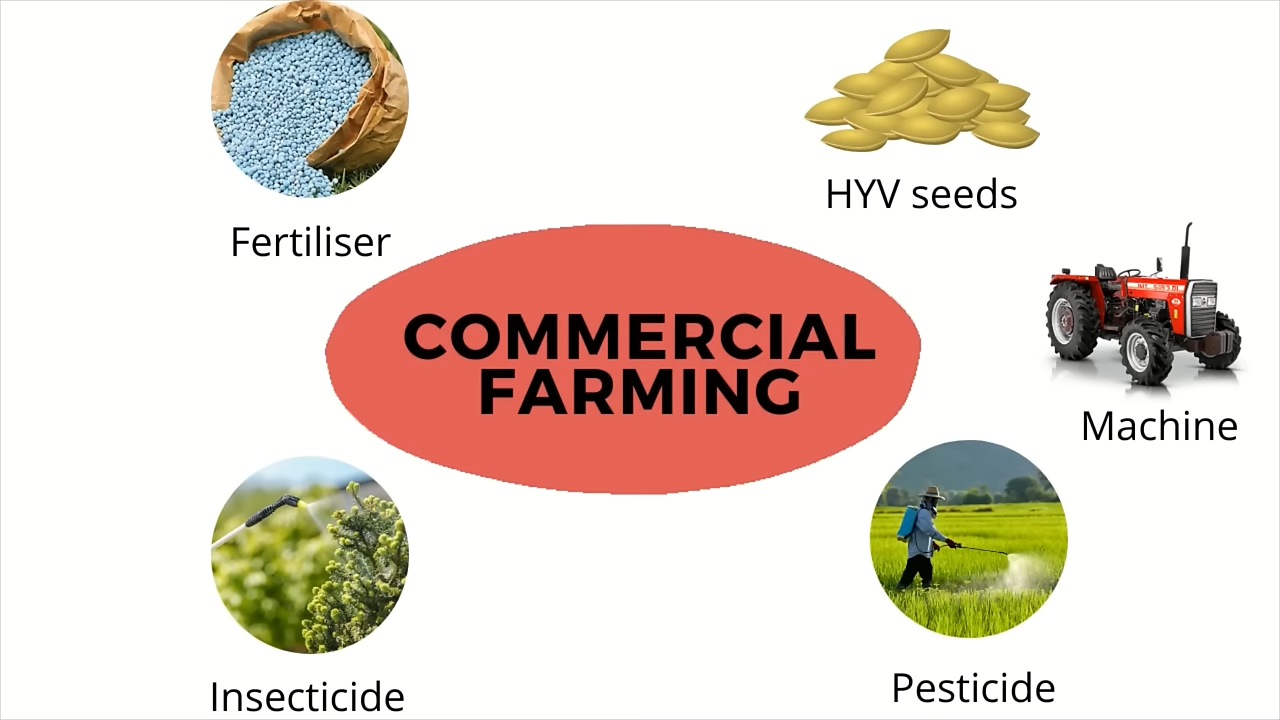 HYV seeds
Fertiliser
COMMERCIAL
FARMING
Machine
Insecticide
Pesticide